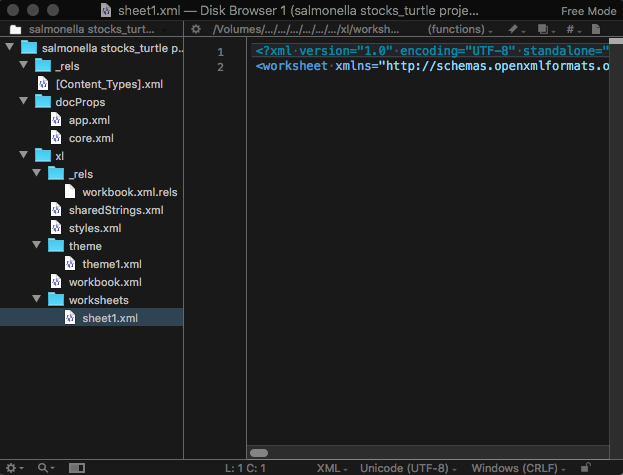 sheet1.xml — Disk Browser 1 (salmonella stocks_turtle proje...
Free Mode
salmonella stocks_turt...
/Volumes/.../.../.../.../.../.../xl/worksh...
(functions)
#
salmonella stocks_turtle p..
_rels
[Content_Types].xml
docProps
app.xml
core.xml
xl
_rels
workbook.xml.rels
sharedStrings.xml
styles.xml
theme
theme1.xml
workbook.xml
worksheets
sheet1.xml
1 <?xml version="1.0" encoding="UTF-8" standalone="
2 <worksheet xmlns="http://schemas.openxmlformats.o
L: 1 C: 1
XML
Unicode (UTF-8)
Windows (CRLF)